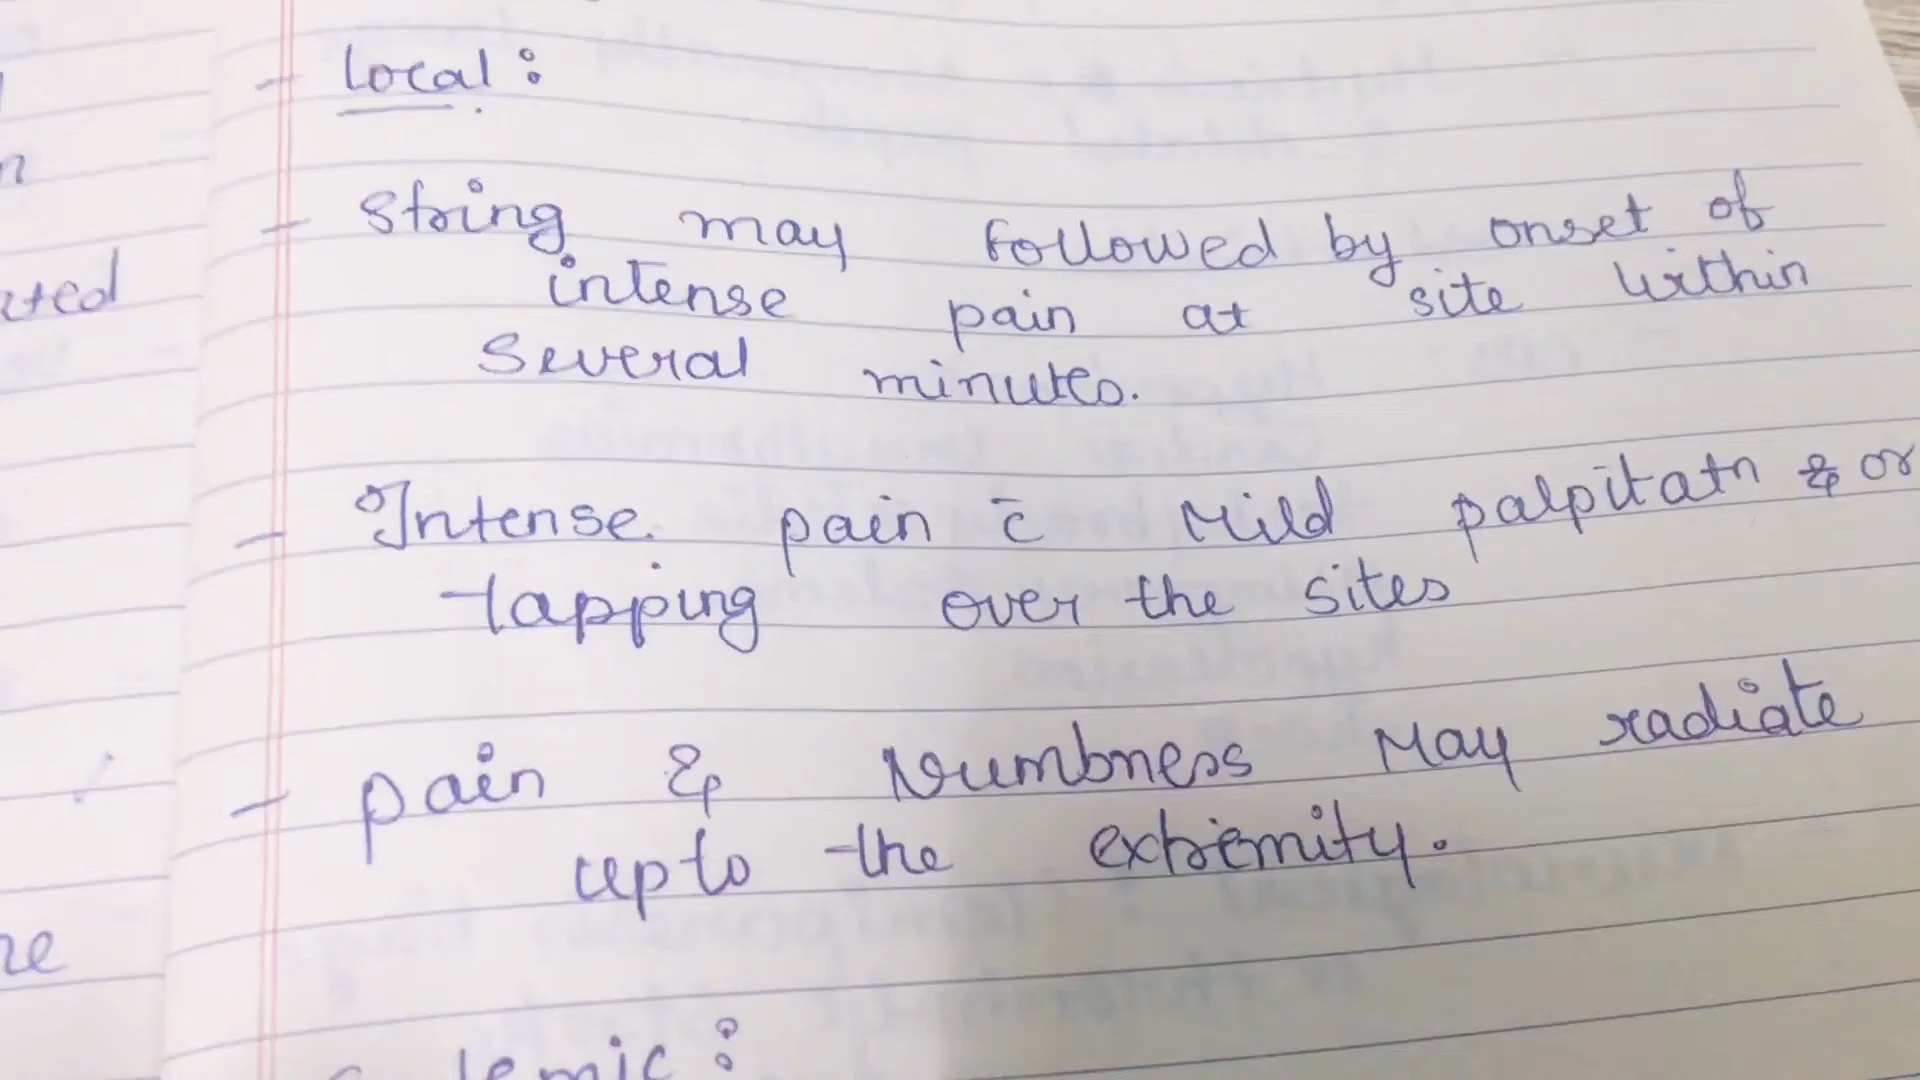 - Local :
- String may followed by onset of
intense pain at site within
Several minutes.
- Intense pain c̄ Mild palpitatn & or
tapping over the sites
- pain & Numbness May radiate
upto the extremity.